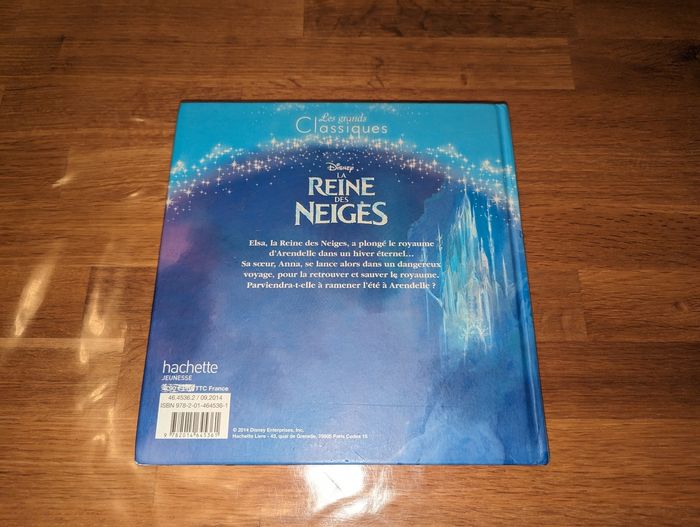 Les grands
Classiques
Disney
LA
REINE
DES
NEIGES
Elsa, la Reine des Neiges, a plongé le royaume
d'Arendelle dans un hiver éternel...
Sa sœur, Anna, se lance alors dans un dangereux
voyage, pour la retrouver et sauver le royaume.
Parviendra-t-elle à ramener l'été à Arendelle ?
hachette
JEUNESSE
TTC France
46.4536.2 / 09.2014
ISBN 978-2-01-464536-1
9 782014 645361
© 2014 Disney Enterprises, Inc.
Hachette Livre - 43, quai de Grenelle, 75905 Paris Cedex 15